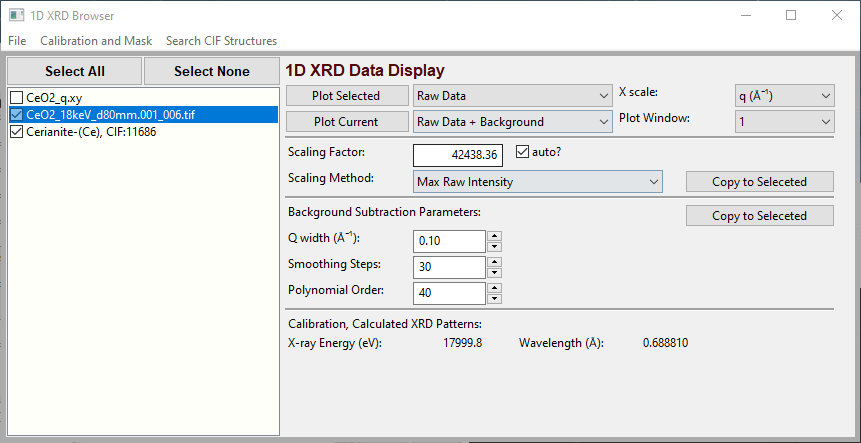 1D XRD Browser
File Calibration and Mask Search CIF Structures
Select All Select None
CeO2_q.xy
CeO2_18keV_d80mm.001_006.tif
Cerianite-(Ce), CIF:11686
1D XRD Data Display
Plot Selected Raw Data X scale: q (Å⁻¹)
Plot Current Raw Data + Background Plot Window: 1
Scaling Factor: 42438.36 auto?
Scaling Method: Max Raw Intensity Copy to Seleceted
Background Subtraction Parameters: Copy to Seleceted
Q width (Å⁻¹): 0.10
Smoothing Steps: 30
Polynomial Order: 40
Calibration, Calculated XRD Patterns:
X-ray Energy (eV): 17999.8 Wavelength (Å): 0.688810